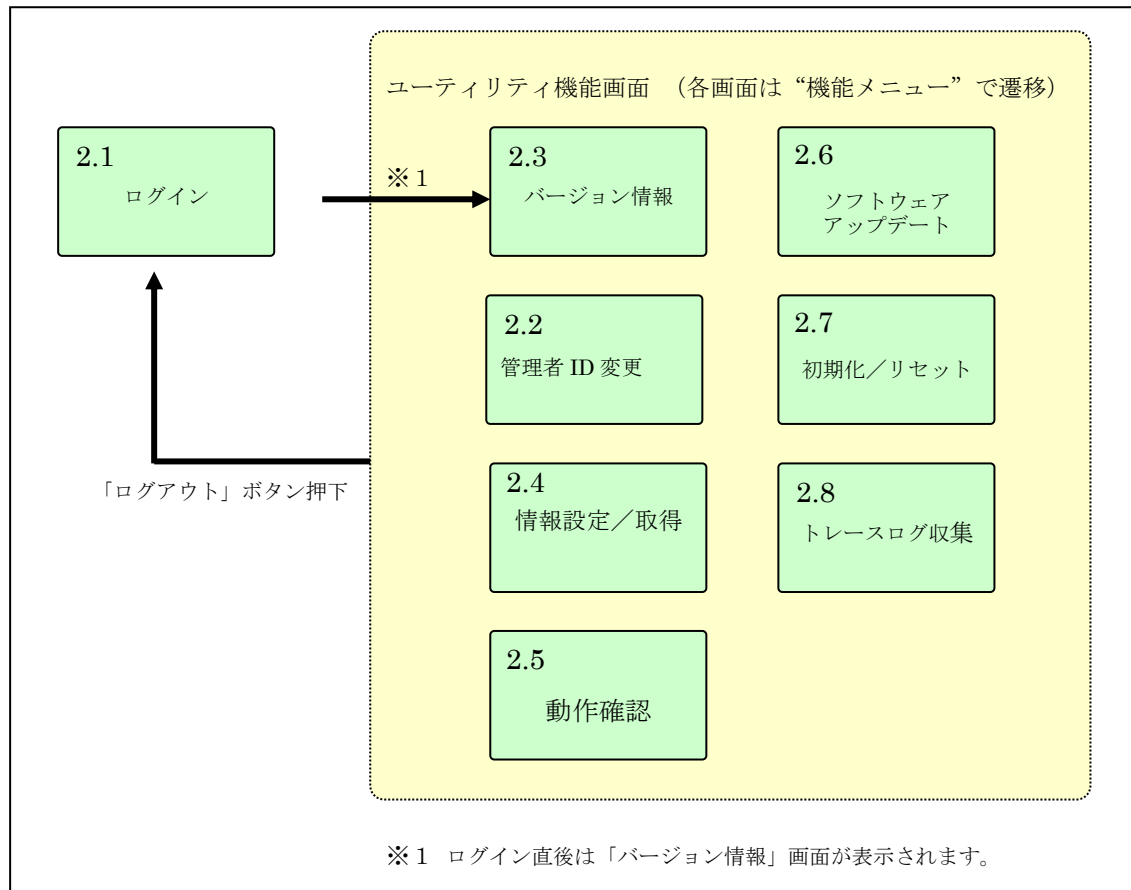 ユーティリティ機能画面 （各画面は“機能メニュー”で遷移）
2.1
ログイン
※１
2.3
バージョン情報
2.6
ソフトウェア
アップデート
2.2
管理者 ID 変更
2.7
初期化／リセット
「ログアウト」ボタン押下
2.4
情報設定／取得
2.8
トレースログ収集
2.5
動作確認
※１ ログイン直後は「バージョン情報」画面が表示されます。